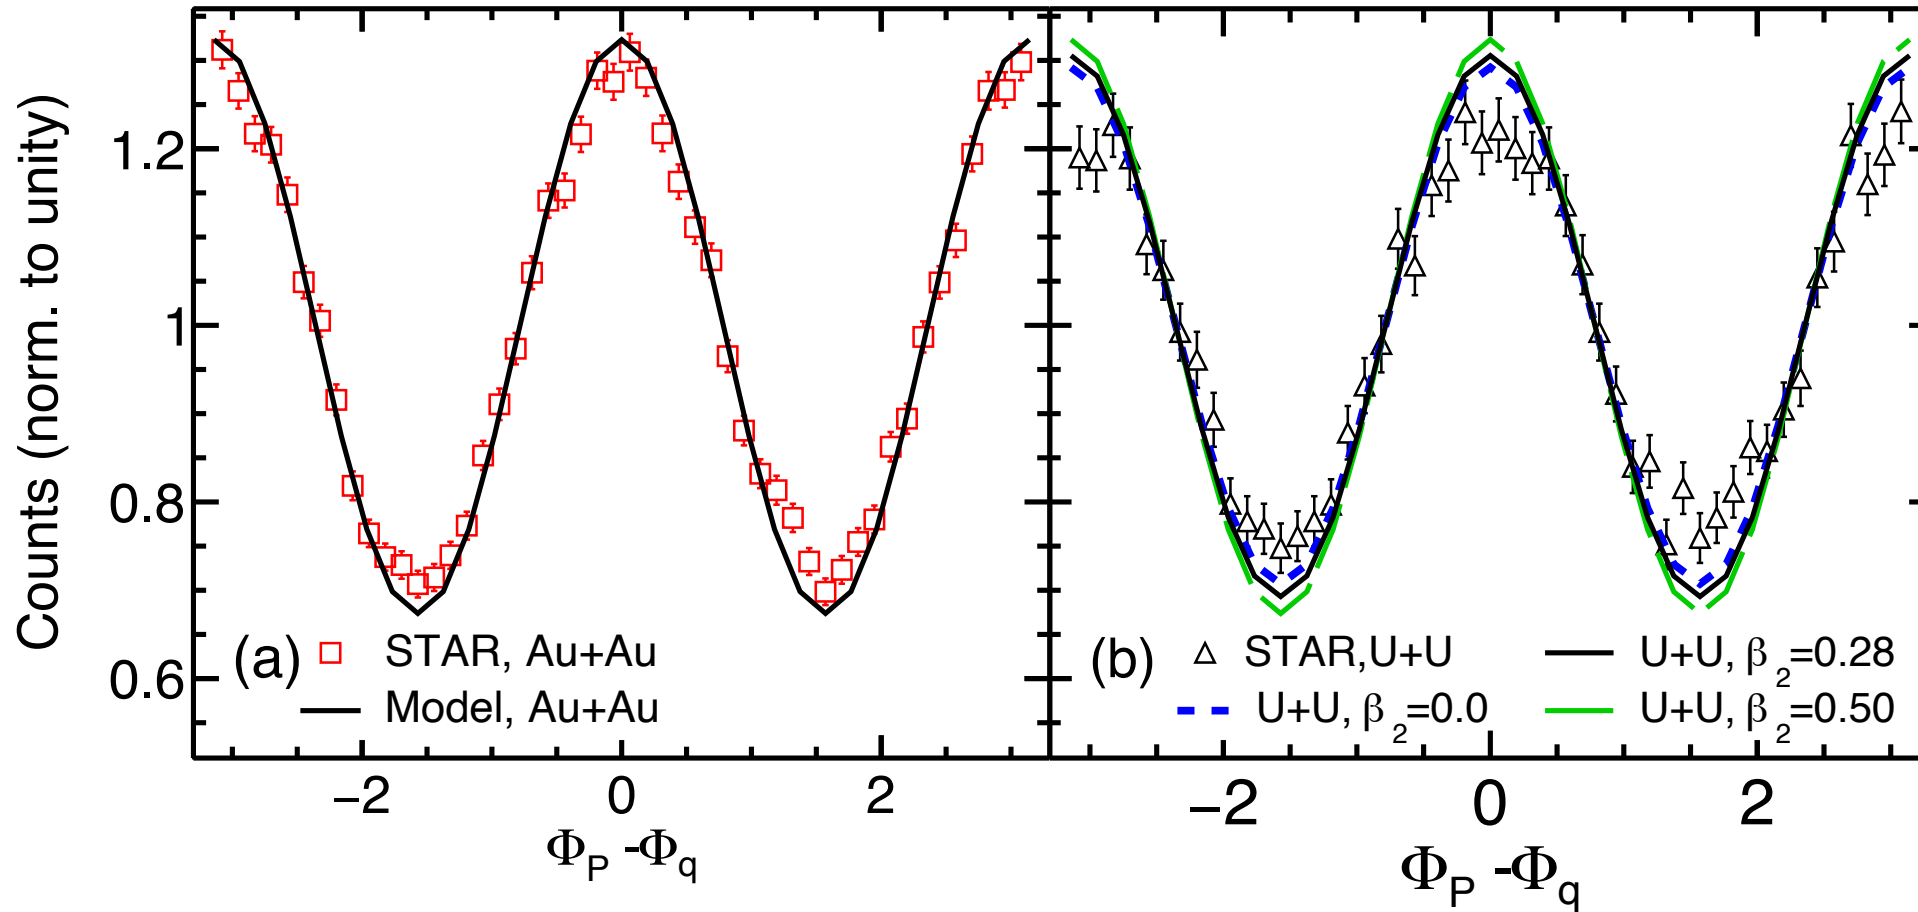 Counts (norm. to unity)
1.2
1
0.8
0.6
(a) STAR, Au+Au
Model, Au+Au
−2 0 2
Φ_P -Φ_q
(b) STAR,U+U
U+U, β_2=0.0
U+U, β_2=0.28
U+U, β_2=0.50
−2 0 2
Φ_P -Φ_q